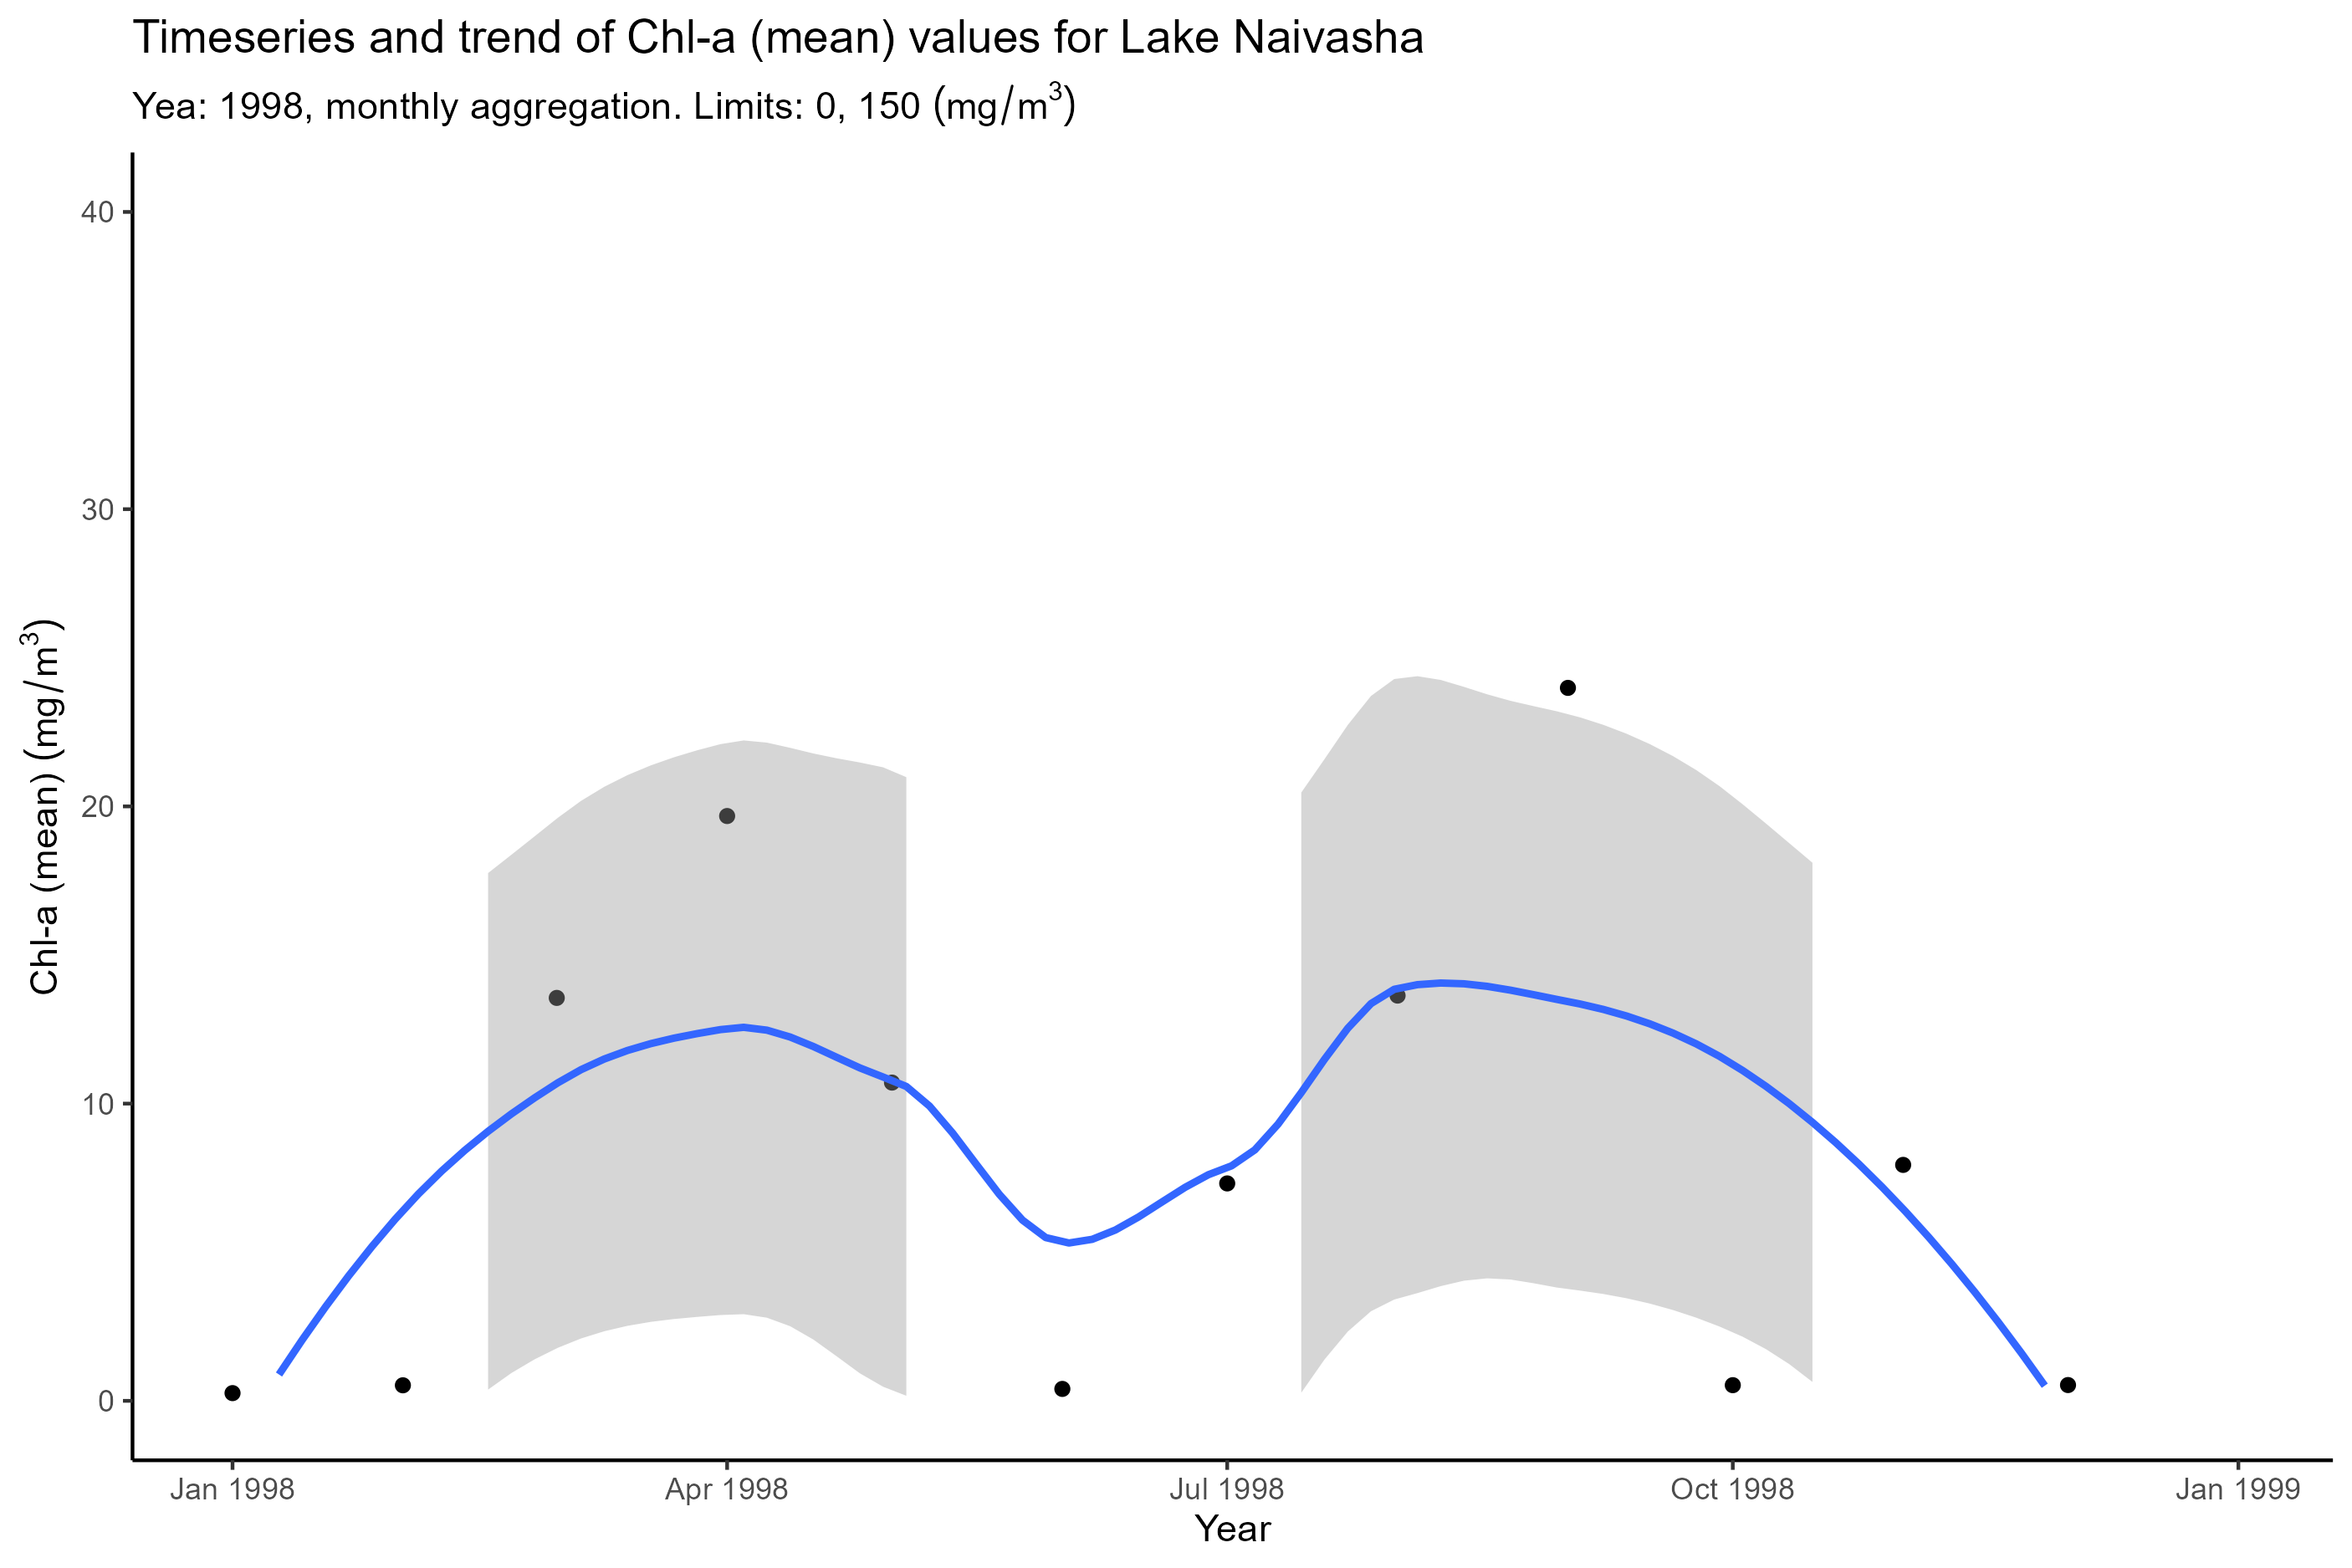 Timeseries and trend of Chl-a (mean) values for Lake Naivasha
Yea: 1998, monthly aggregation. Limits: 0, 150 (mg/m³)
Chl-a (mean) (mg/m³)
40
30
20
10
0
Jan 1998
Apr 1998
Jul 1998
Oct 1998
Jan 1999
Year